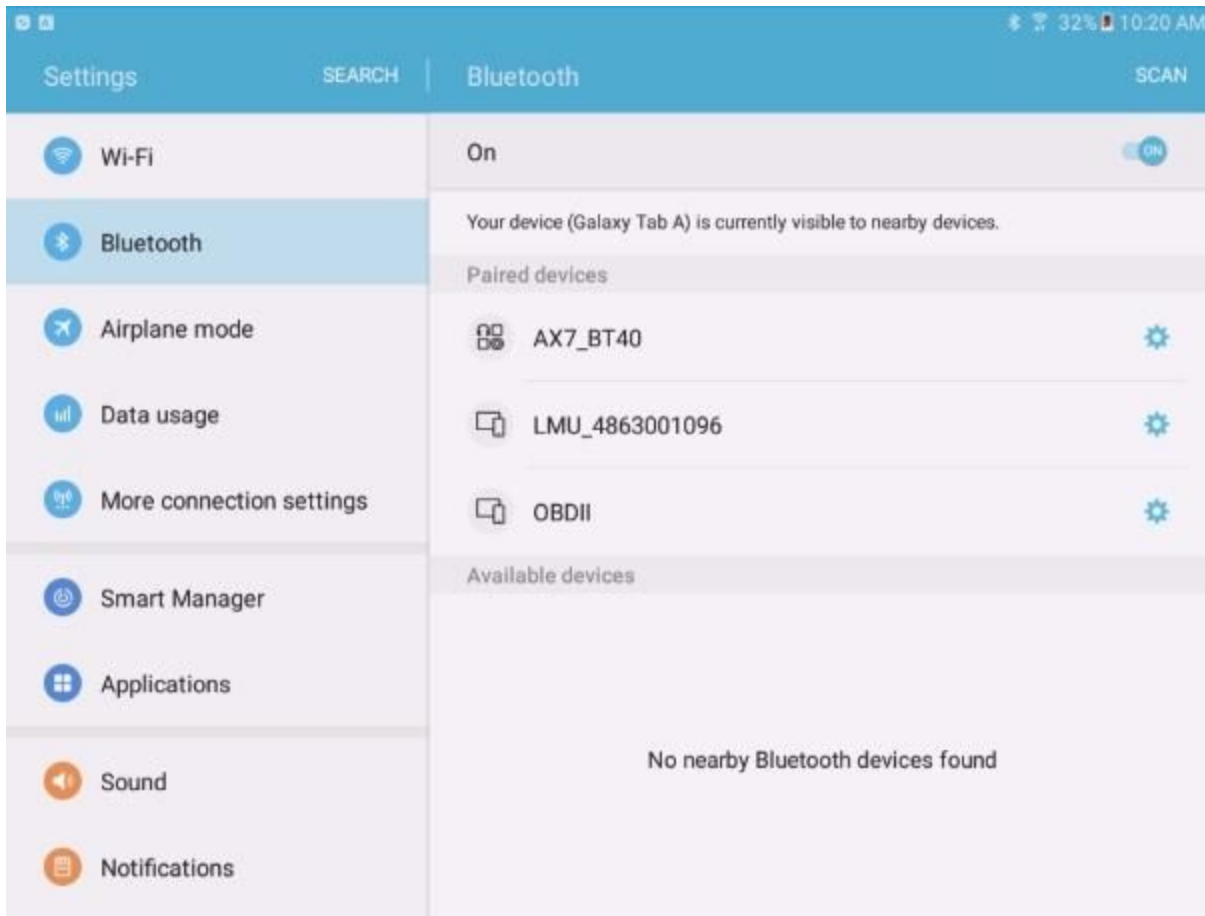 32% 10:20 AM
Settings SEARCH Bluetooth SCAN
Wi-Fi
Bluetooth
Airplane mode
Data usage
More connection settings
Smart Manager
Applications
Sound
Notifications
On ON
Your device (Galaxy Tab A) is currently visible to nearby devices.
Paired devices
AX7_BT40
LMU_4863001096
OBDII
Available devices
No nearby Bluetooth devices found